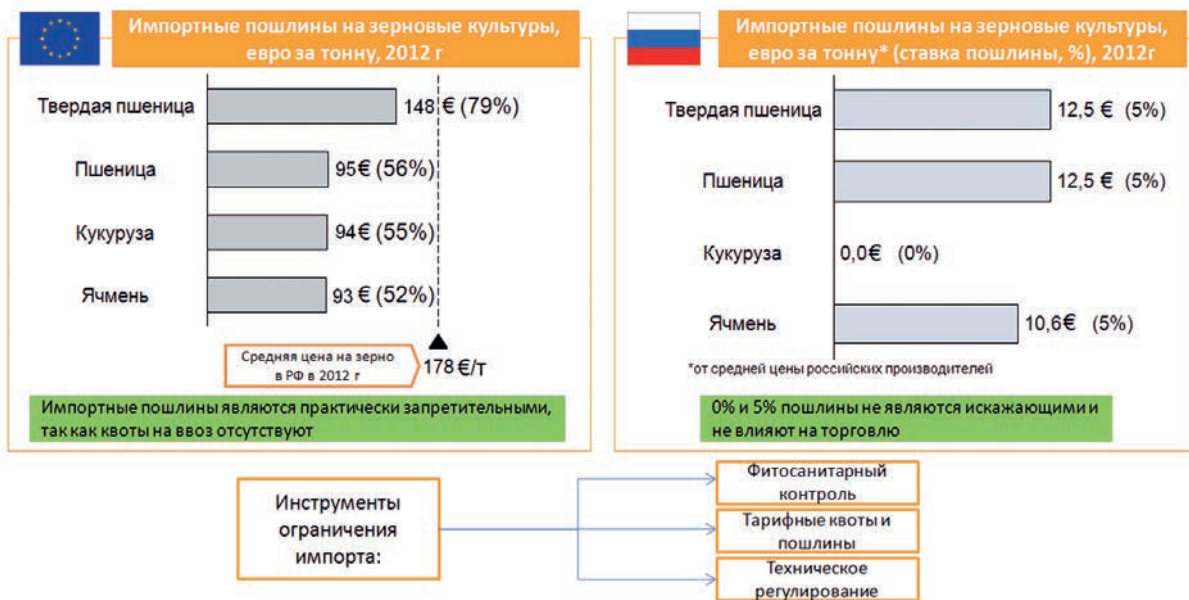 Импортные пошлины на зерновые культуры,
евро за тонну, 2012 г
Твердая пшеница
148 € (79%)
Пшеница
95€ (56%)
Кукуруза
94€ (55%)
Ячмень
93 € (52%)
Средняя цена на зерно
в РФ в 2012 г
178 €/т
Импортные пошлины являются практически запретительными,
так как квоты на ввоз отсутствуют
Импортные пошлины на зерновые культуры,
евро за тонну* (ставка пошлины, %), 2012г
Твердая пшеница
12,5 € (5%)
Пшеница
12,5 € (5%)
Кукуруза
0,0€ (0%)
Ячмень
10,6€ (5%)
*от средней цены российских производителей
0% и 5% пошлины не являются искажающими и
не влияют на торговлю
Инструменты
ограничения
импорта:
Фитосанитарный
контроль
Тарифные квоты и
пошлины
Техническое
регулирование